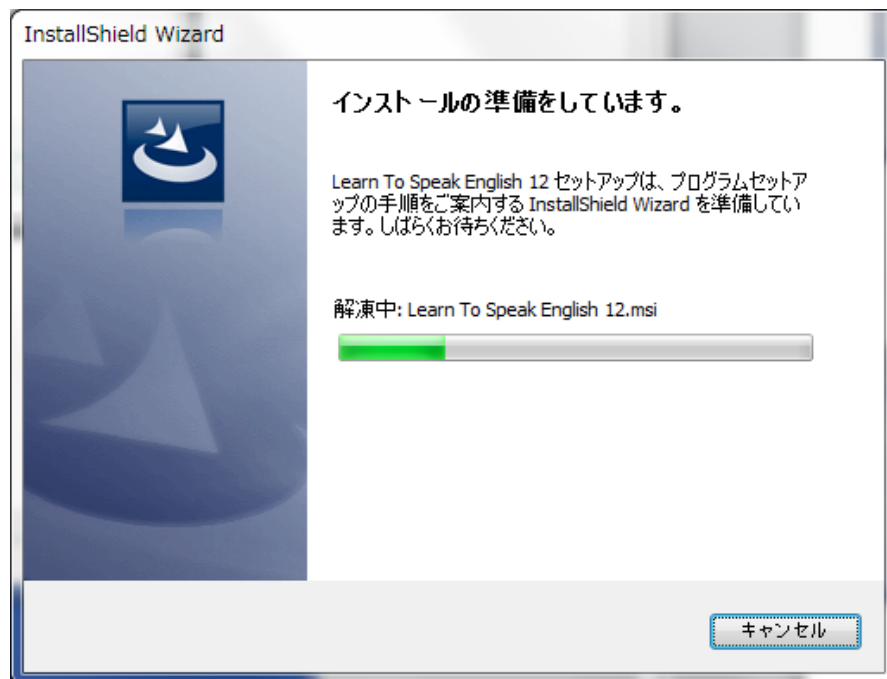 InstallShield Wizard
インストールの準備をしています。
Learn To Speak English 12 セットアップは、プログラムセットア
ップの手順をご案内する InstallShield Wizard を準備してい
ます。しばらくお待ちください。
解凍中: Learn To Speak English 12.msi
キャンセル